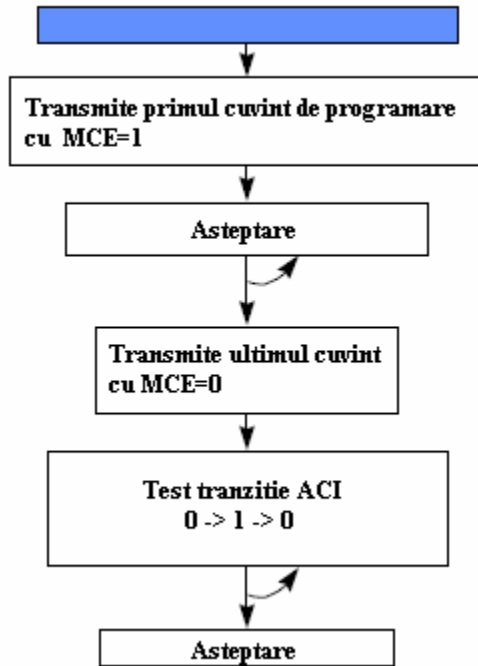 Transmite primul cuvint de programare
cu MCE=1
Asteptare
Transmite ultimul cuvint
cu MCE=0
Test tranzitie ACI
0 -> 1 -> 0
Asteptare